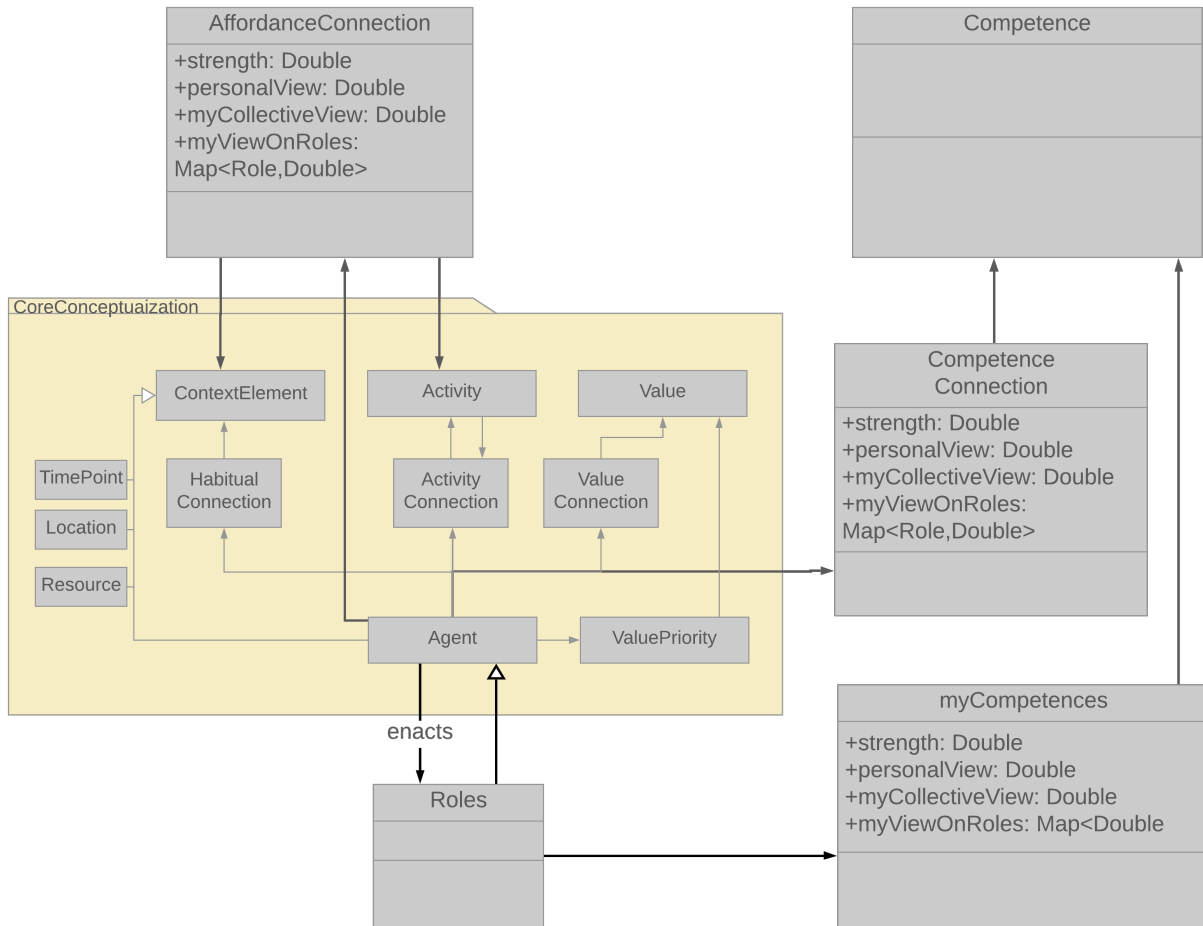 AffordanceConnection
+strength: Double
+personalView: Double
+myCollectiveView: Double
+myViewOnRoles:
Map<Role,Double>
Competence
CoreConceptuaization
ContextElement
Activity
Value
TimePoint
Location
Resource
Habitual
Connection
Activity
Connection
Value
Connection
Agent
ValuePriority
Competence
Connection
+strength: Double
+personalView: Double
+myCollectiveView: Double
+myViewOnRoles:
Map<Role,Double>
enacts
Roles
myCompetences
+strength: Double
+personalView: Double
+myCollectiveView: Double
+myViewOnRoles: Map<Double